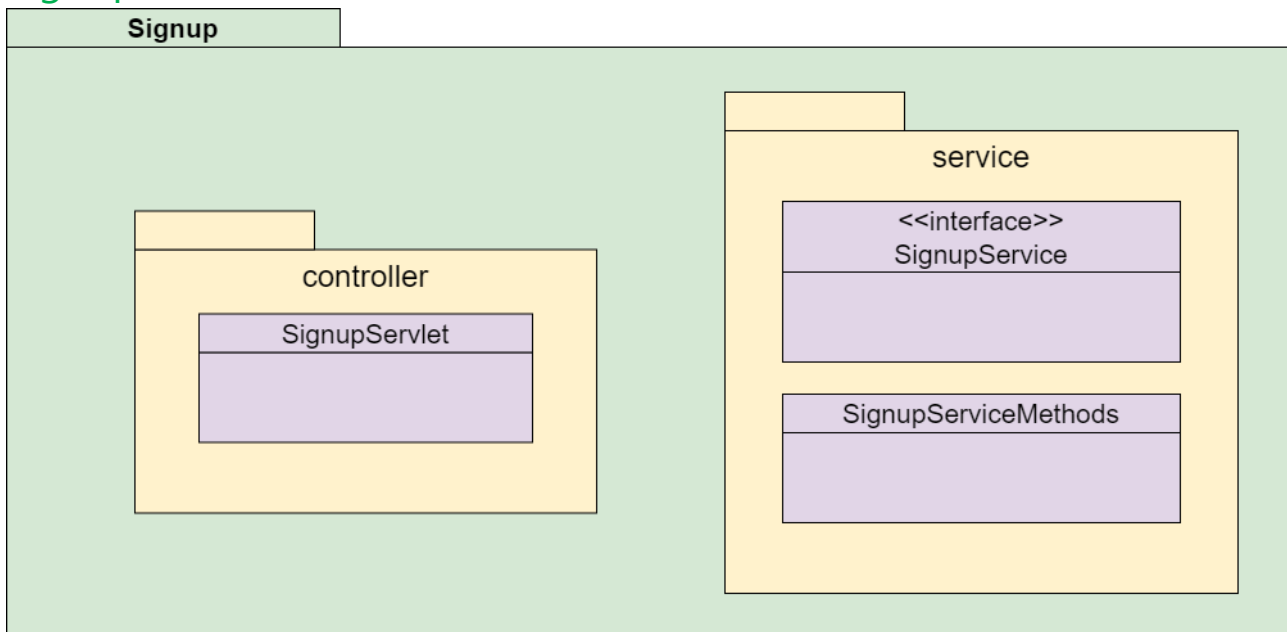 Signup
service
<<interface>>
SignupService
controller
SignupServlet
SignupServiceMethods